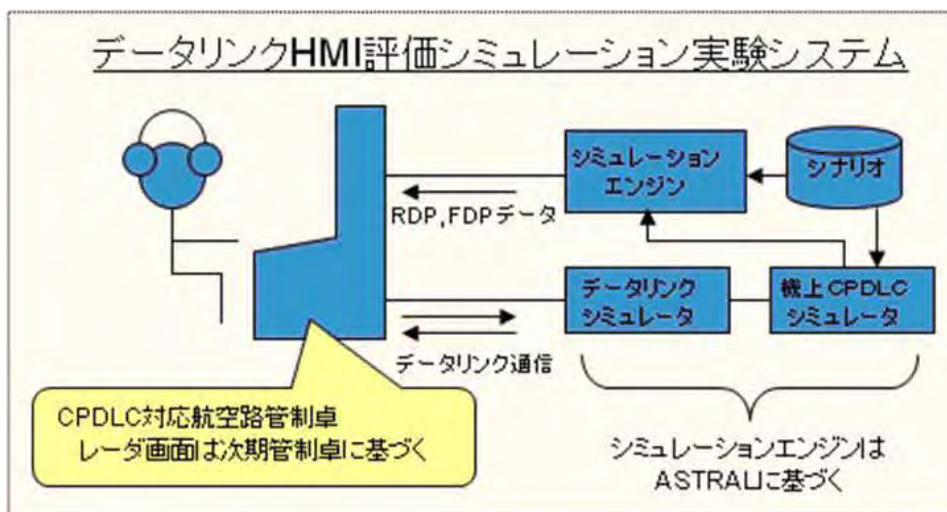 データリンクHMI評価シミュレーション実験システム
シミュレーション
エンジン
シナリオ
RDP,FDPデータ
データリンク
シミュレータ
機上CPDLC
シミュレータ
データリンク通信
CPDLC対応航空路管制卓
レーダ画面は次期管制卓に基づく
シミュレーションエンジンは
ASTRALに基づく